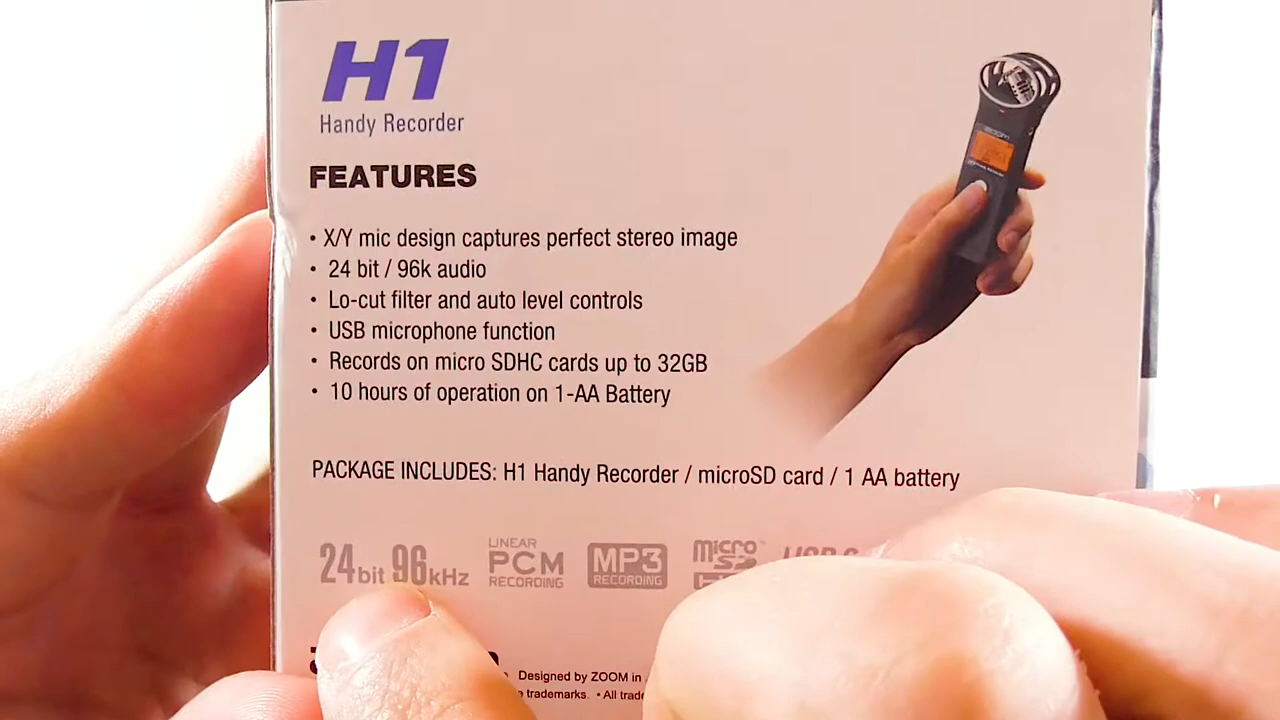 H1
Handy Recorder
FEATURES
• X/Y mic design captures perfect stereo image
• 24 bit / 96k audio
• Lo-cut filter and auto level controls
• USB microphone function
• Records on micro SDHC cards up to 32GB
• 10 hours of operation on 1-AA Battery
PACKAGE INCLUDES: H1 Handy Recorder / microSD card / 1 AA battery
24bit 96kHz
LINEAR
PCM
RECORDING
MP3
RECORDING
micro
Designed by ZOOM in
trademarks. • All